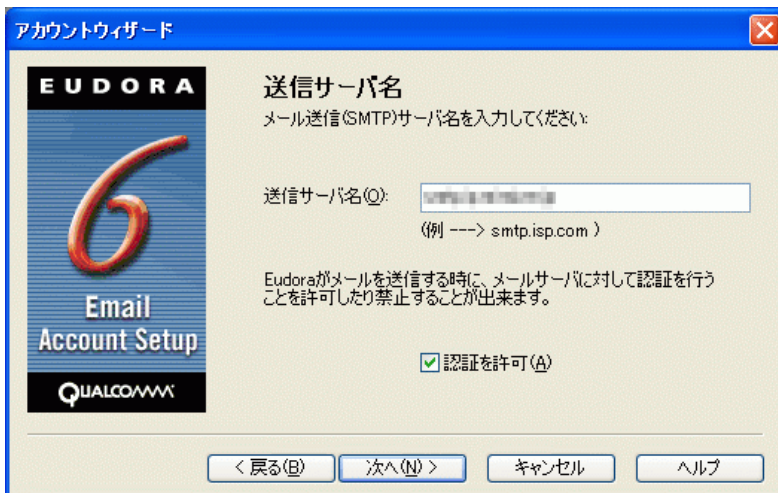 アカウントウィザード
EUDORA
6
Email
Account Setup
QUALCOMM
送信サーバ名
メール送信(SMTP)サーバ名を入力してください:
送信サーバ名(O):
(例 ---> smtp.isp.com )
Eudoraがメールを送信する時に、メールサーバに対して認証を行う
ことを許可したり禁止することが出来ます。
認証を許可(A)
< 戻る(B)
次へ(N) >
キャンセル
ヘルプ